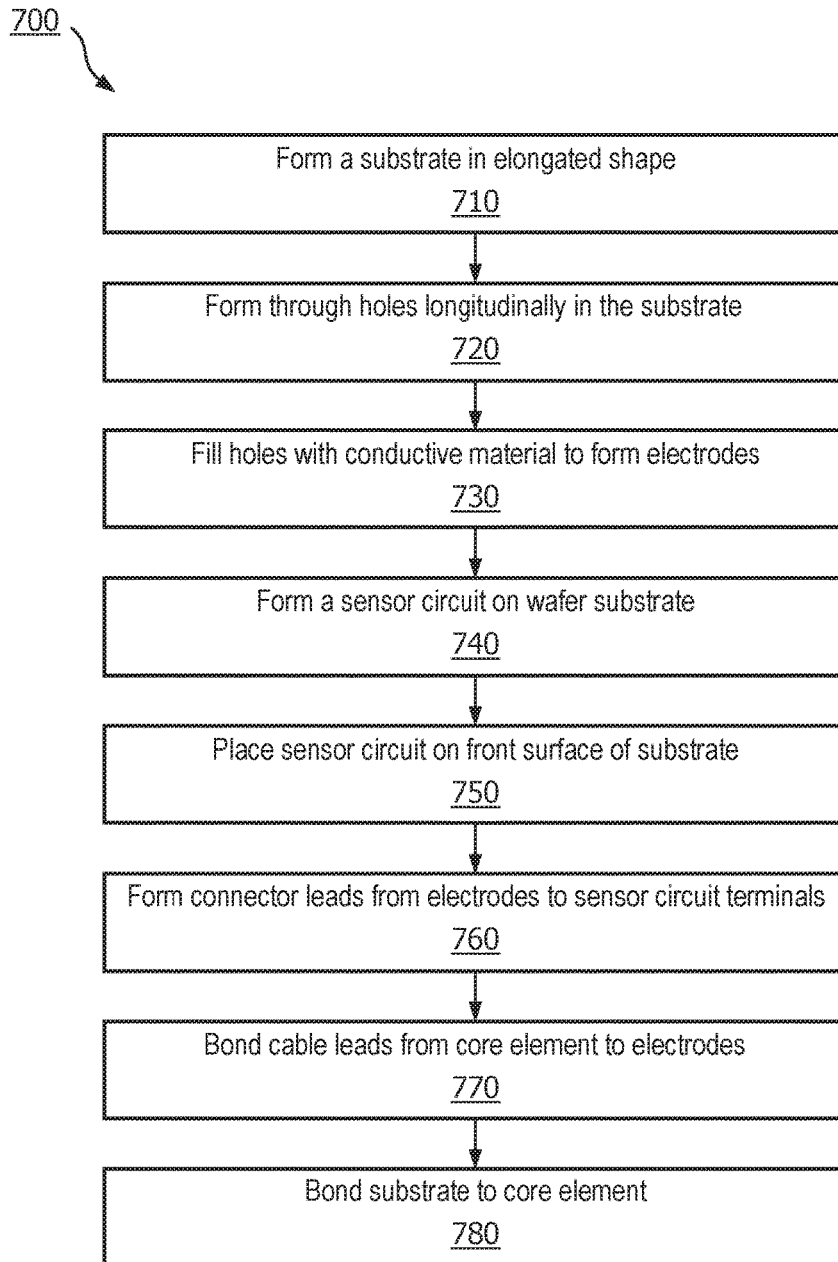 700
Form a substrate in elongated shape
710
Form through holes longitudinally in the substrate
720
Fill holes with conductive material to form electrodes
730
Form a sensor circuit on wafer substrate
740
Place sensor circuit on front surface of substrate
750
Form connector leads from electrodes to sensor circuit terminals
760
Bond cable leads from core element to electrodes
770
Bond substrate to core element
780